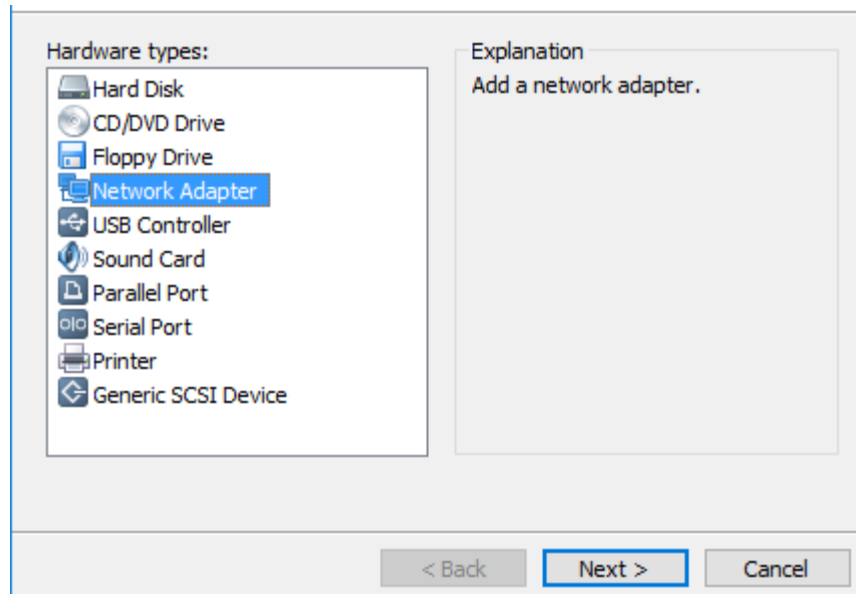 Hardware types:
Hard Disk
CD/DVD Drive
Floppy Drive
Network Adapter
USB Controller
Sound Card
Parallel Port
Serial Port
Printer
Generic SCSI Device
Explanation
Add a network adapter.
< Back
Next >
Cancel